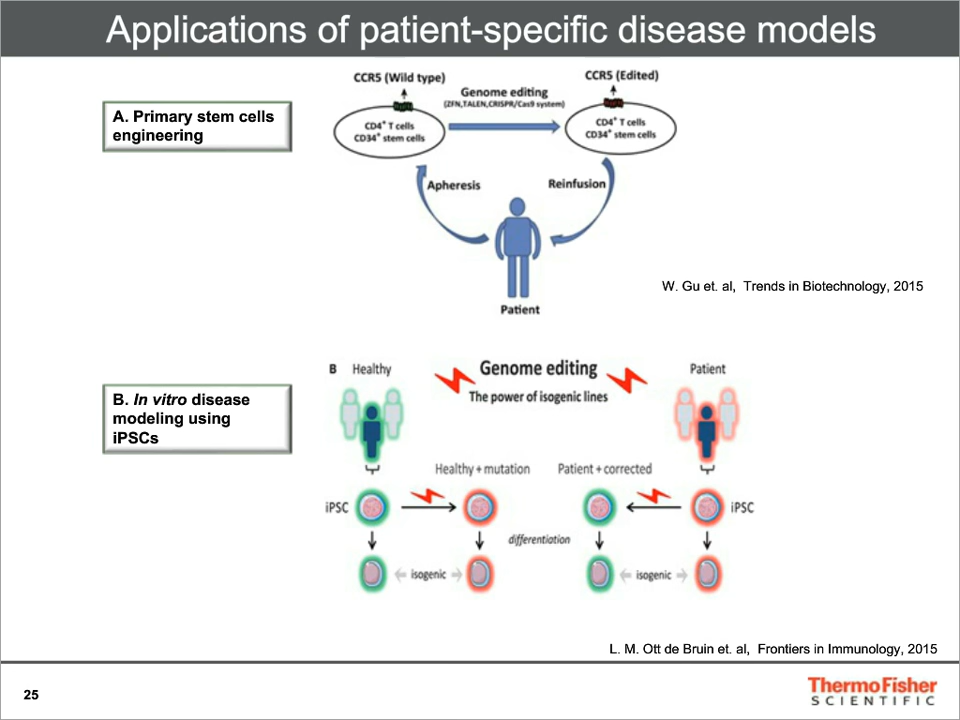 Applications of patient-specific disease models
A. Primary stem cells
engineering
CCR5 (Wild type)
CCR5 (Edited)
Genome editing
(ZFN,TALEN,CRISPR/Cas9 system)
CD4+ T cells
CD34+ stem cells
CD4+ T cells
CD34+ stem cells
Apheresis
Reinfusion
Patient
W. Gu et. al, Trends in Biotechnology, 2015
B. In vitro disease
modeling using
iPSCs
B Healthy
Genome editing
Patient
The power of isogenic lines
Healthy + mutation
Patient + corrected
iPSC
iPSC
differentiation
isogenic
isogenic
L. M. Ott de Bruin et. al, Frontiers in Immunology, 2015
25
ThermoFisher
SCIENTIFIC